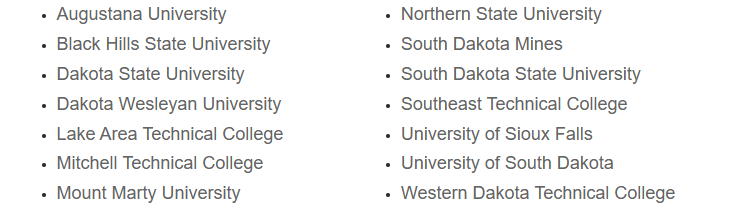 • Augustana University
• Black Hills State University
• Dakota State University
• Dakota Wesleyan University
• Lake Area Technical College
• Mitchell Technical College
• Mount Marty University
• Northern State University
• South Dakota Mines
• South Dakota State University
• Southeast Technical College
• University of Sioux Falls
• University of South Dakota
• Western Dakota Technical College